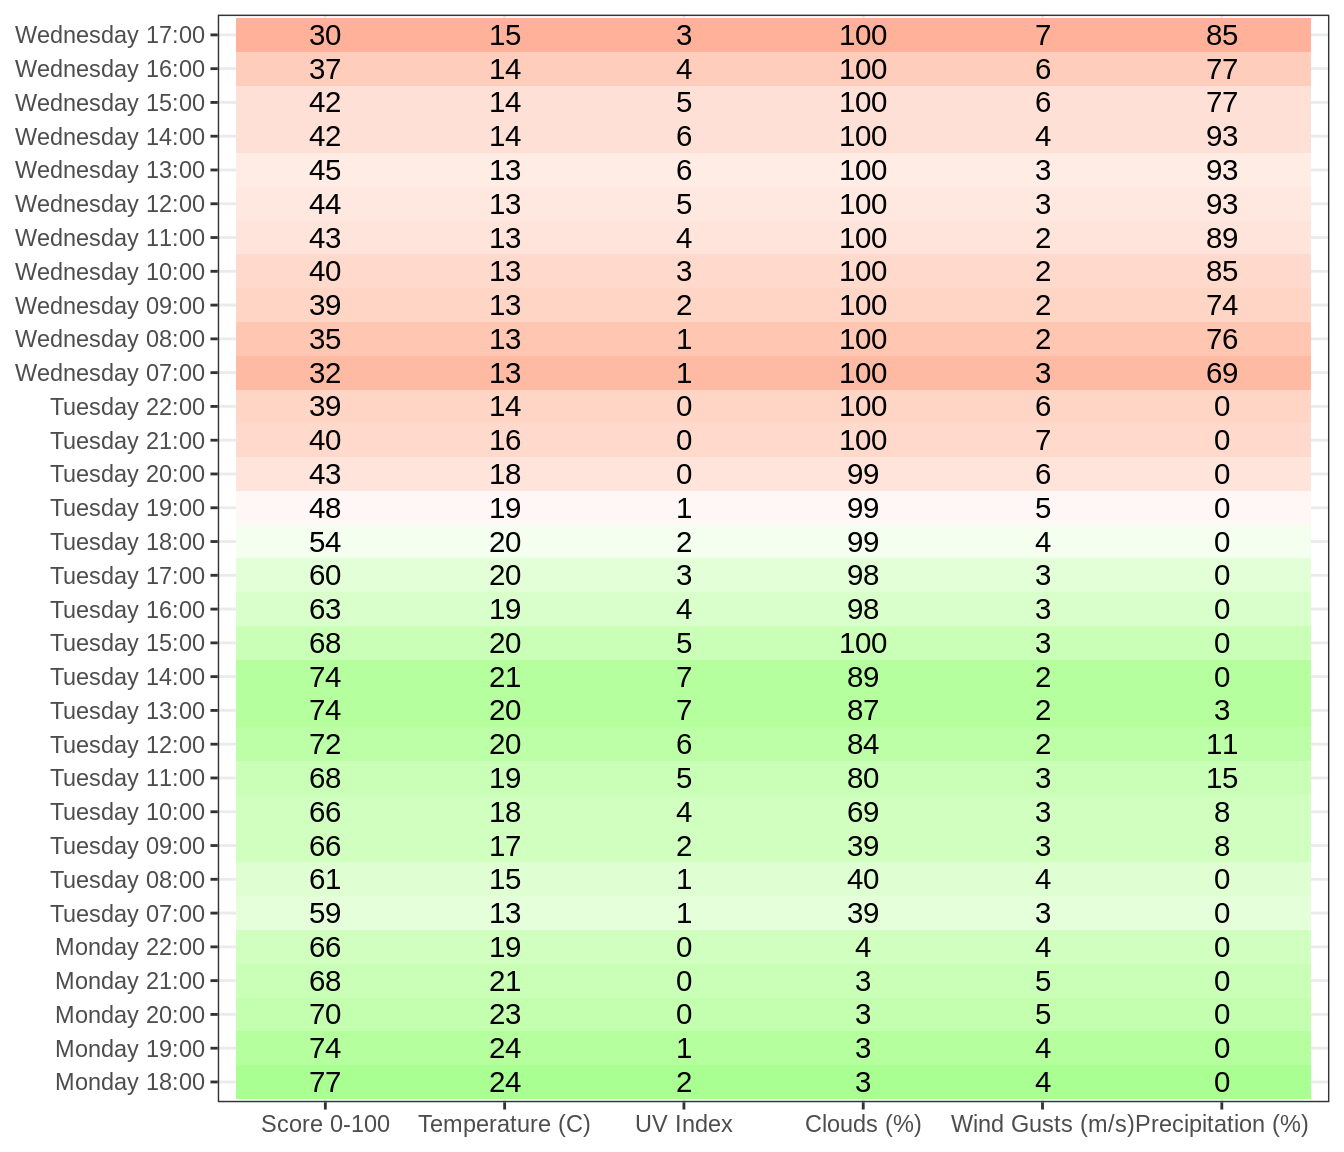 Wednesday 17:00 30 15 3 100 7 85
Wednesday 16:00 37 14 4 100 6 77
Wednesday 15:00 42 14 5 100 6 77
Wednesday 14:00 42 14 6 100 4 93
Wednesday 13:00 45 13 6 100 3 93
Wednesday 12:00 44 13 5 100 3 93
Wednesday 11:00 43 13 4 100 2 89
Wednesday 10:00 40 13 3 100 2 85
Wednesday 09:00 39 13 2 100 2 74
Wednesday 08:00 35 13 1 100 2 76
Wednesday 07:00 32 13 1 100 3 69
Tuesday 22:00 39 14 0 100 6 0
Tuesday 21:00 40 16 0 100 7 0
Tuesday 20:00 43 18 0 99 6 0
Tuesday 19:00 48 19 1 99 5 0
Tuesday 18:00 54 20 2 99 4 0
Tuesday 17:00 60 20 3 98 3 0
Tuesday 16:00 63 19 4 98 3 0
Tuesday 15:00 68 20 5 100 3 0
Tuesday 14:00 74 21 7 89 2 0
Tuesday 13:00 74 20 7 87 2 3
Tuesday 12:00 72 20 6 84 2 11
Tuesday 11:00 68 19 5 80 3 15
Tuesday 10:00 66 18 4 69 3 8
Tuesday 09:00 66 17 2 39 3 8
Tuesday 08:00 61 15 1 40 4 0
Tuesday 07:00 59 13 1 39 3 0
Monday 22:00 66 19 0 4 4 0
Monday 21:00 68 21 0 3 5 0
Monday 20:00 70 23 0 3 5 0
Monday 19:00 74 24 1 3 4 0
Monday 18:00 77 24 2 3 4 0
Score 0-100 Temperature (C) UV Index Clouds (%) Wind Gusts (m/s) Precipitation (%)